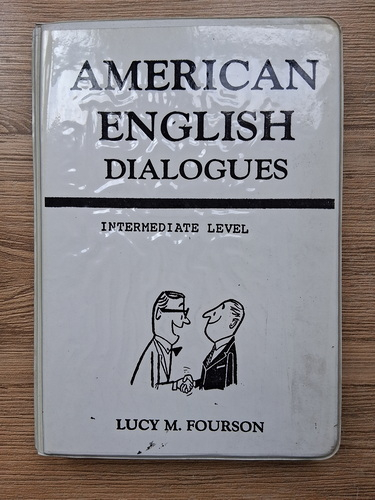 AMERICAN
ENGLISH
DIALOGUES
INTERMEDIATE LEVEL
LUCY M. FOURSON